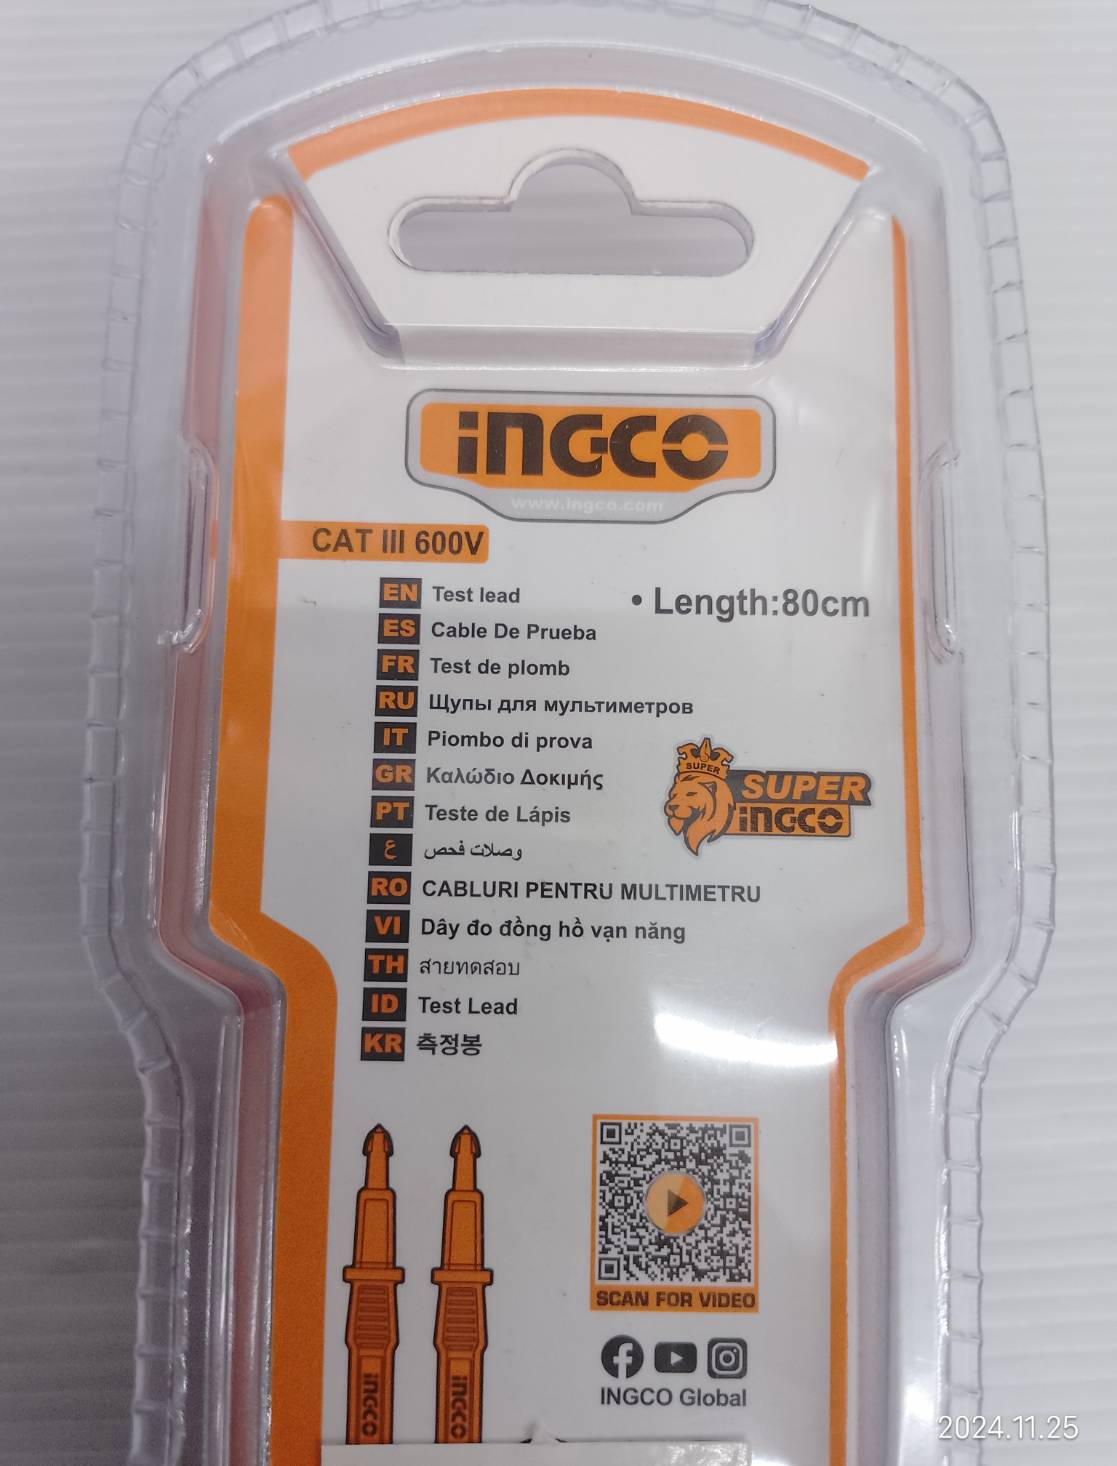 iNGCO
www.ingco.com
CAT III 600V
EN Test lead
• Length:80cm
ES Cable De Prueba
FR Test de plomb
RU Щупы для мультиметров
IT Piombo di prova
GR Καλώδιο Δοκιμής
PT Teste de Lápis
ع وصلات فحص
RO CABLURI PENTRU MULTIMETRU
VI Dây đo đồng hồ vạn năng
TH สายทดสอบ
ID Test Lead
KR 측정봉
SUPER
SUPER
iNGCO
SCAN FOR VIDEO
INGCO Global
iNGCO
iNGCO
2024.11.25